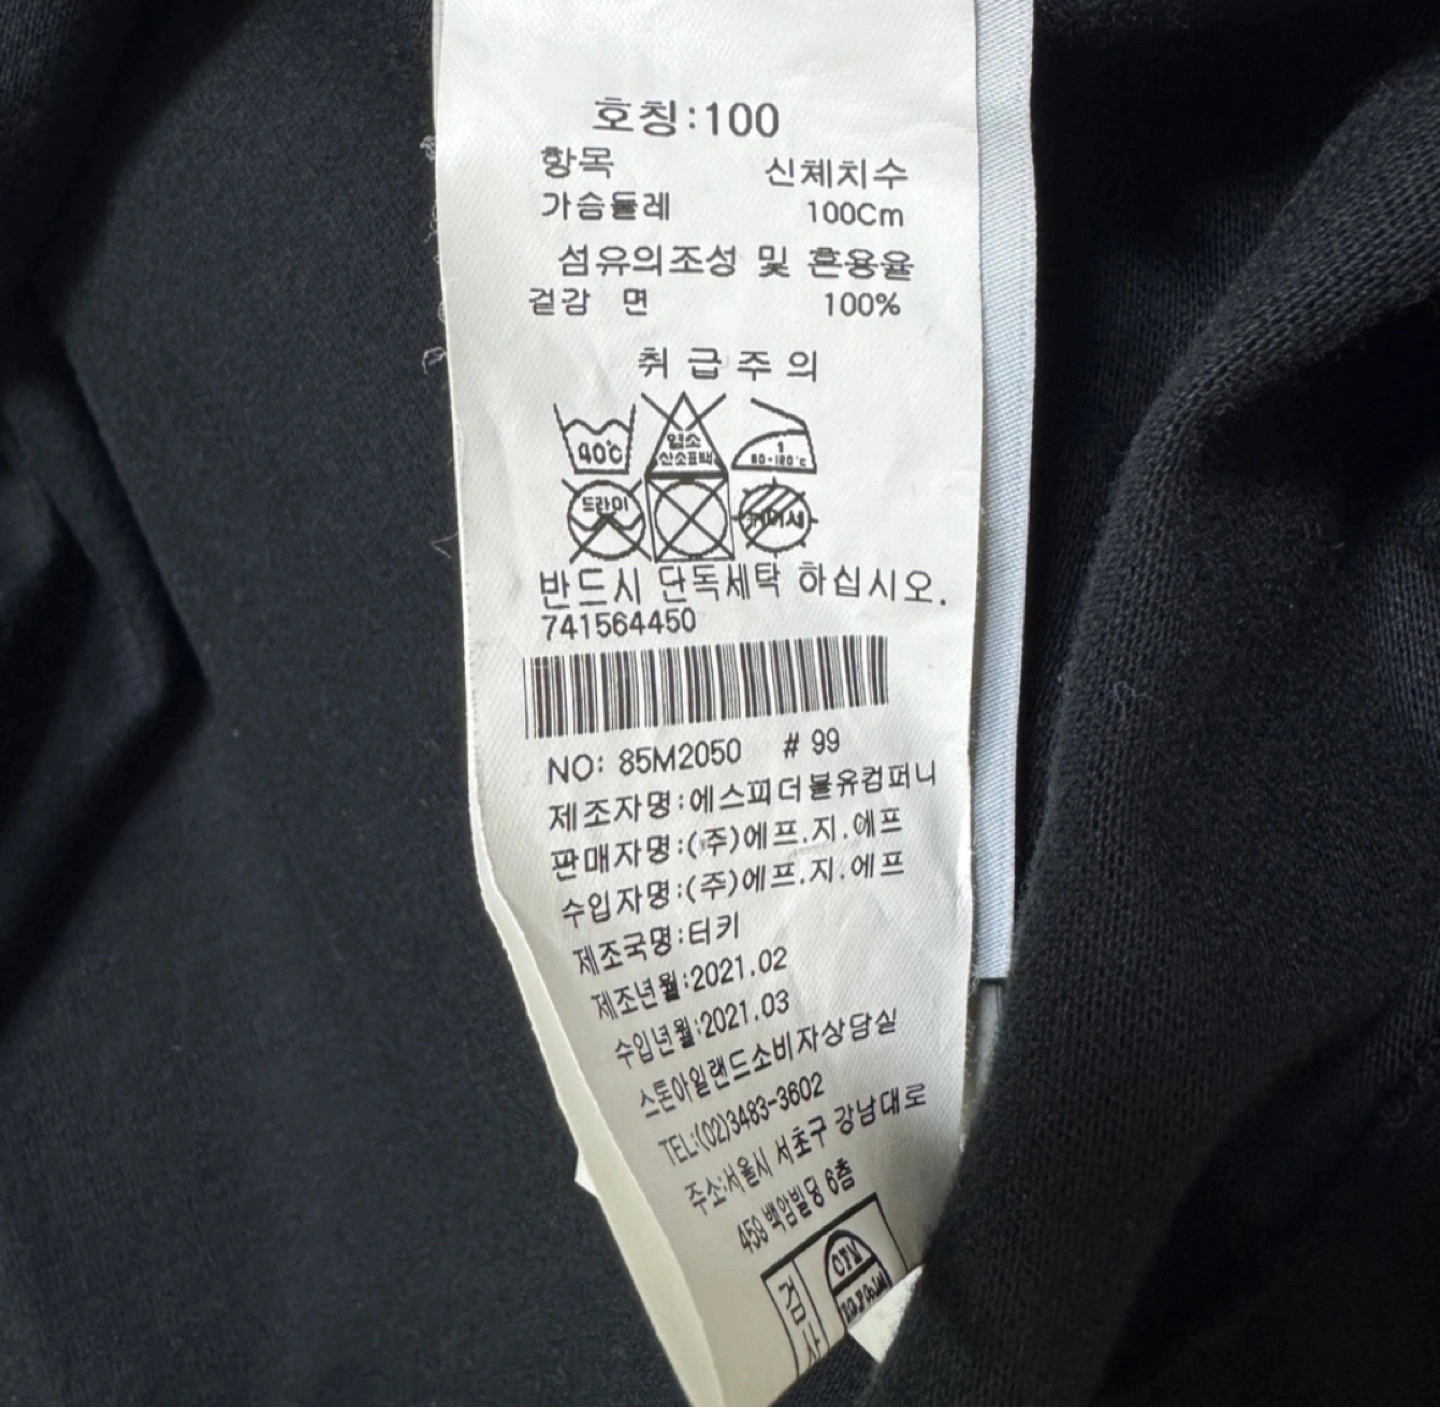 호칭:100
항목 신체치수
가슴둘레 100Cm
섬유의조성 및 혼용율
겉감 면 100%
취급주의
40℃ 염소 산소표백 1 80-120℃
드라이
반드시 단독세탁 하십시오.
741564450
NO: 85M2050 # 99
제조자명:에스피더블유컴퍼니
판매자명:(주)에프.지.에프
수입자명:(주)에프.지.에프
제조국명:터키
제조년월:2021.02
수입년월:2021.03
스톤아일랜드소비자상담실
TEL:(02)3483-3602
주소:서울시 서초구 강남대로
459 백암빌딩 6층
검사